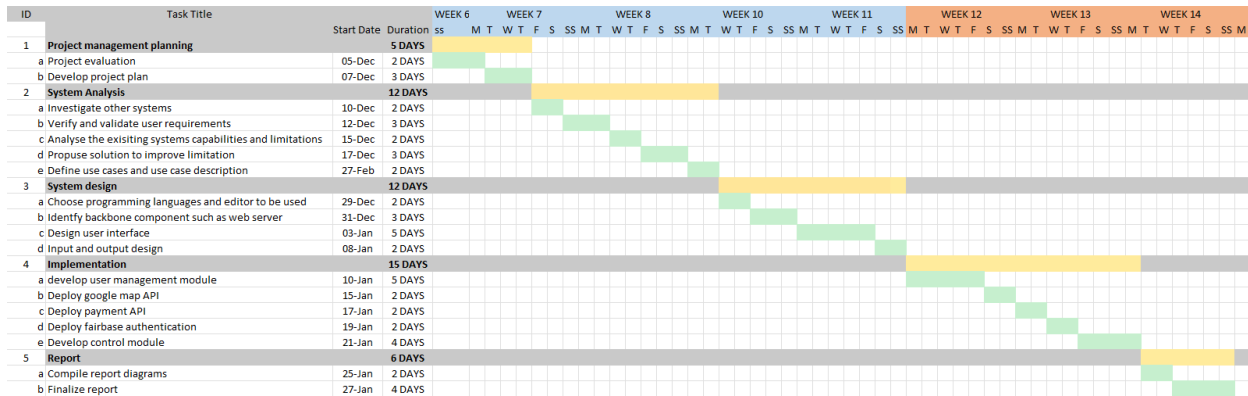 ID Task Title WEEK 6 WEEK 7 WEEK 8 WEEK 10 WEEK 11 WEEK 12 WEEK 13 WEEK 14
Start Date Duration ss M T W T F S SS M T W T F S SS M T W T F S SS M T W T F S SS M T W T F S SS M T W T F S SS M T W T F S SS M
1 Project management planning 5 DAYS
a Project evaluation 05-Dec 2 DAYS
b Develop project plan 07-Dec 3 DAYS
2 System Analysis 12 DAYS
a Investigate other systems 10-Dec 2 DAYS
b Verify and validate user requirements 12-Dec 3 DAYS
c Analyse the exisiting systems capabilities and limitations 15-Dec 2 DAYS
d Propuse solution to improve limitation 17-Dec 3 DAYS
e Define use cases and use case description 27-Feb 2 DAYS
3 System design 12 DAYS
a Choose programming languages and editor to be used 29-Dec 2 DAYS
b Identfy backbone component such as web server 31-Dec 3 DAYS
c Design user interface 03-Jan 5 DAYS
d Input and output design 08-Jan 2 DAYS
4 Implementation 15 DAYS
a develop user management module 10-Jan 5 DAYS
b Deploy google map API 15-Jan 2 DAYS
c Deploy payment API 17-Jan 2 DAYS
d Deploy fairbase authentication 19-Jan 2 DAYS
e Develop control module 21-Jan 4 DAYS
5 Report 6 DAYS
a Compile report diagrams 25-Jan 2 DAYS
b Finalize report 27-Jan 4 DAYS